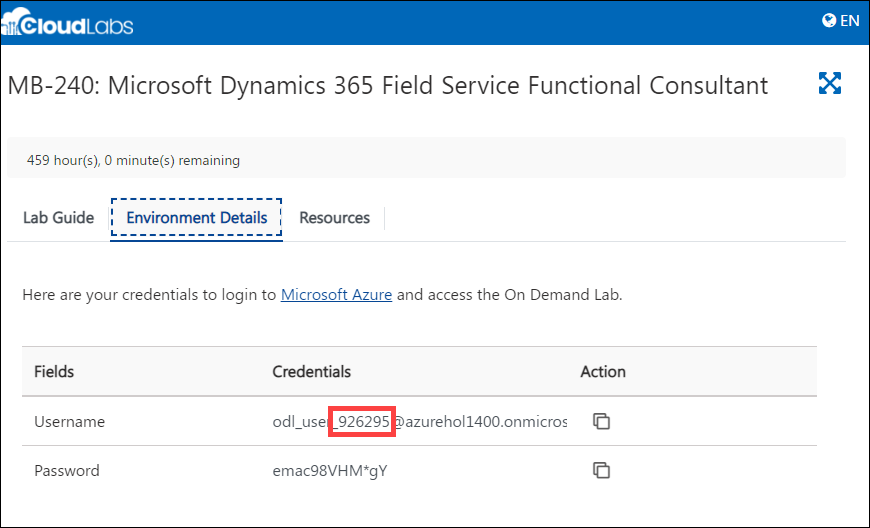 CloudLabs
EN
MB-240: Microsoft Dynamics 365 Field Service Functional Consultant
459 hour(s), 0 minute(s) remaining
Lab Guide Environment Details Resources
Here are your credentials to login to Microsoft Azure and access the On Demand Lab.
Fields Credentials Action
Username odl_user_926295@azurehol1400.onmicros
Password emac98VHM*gY